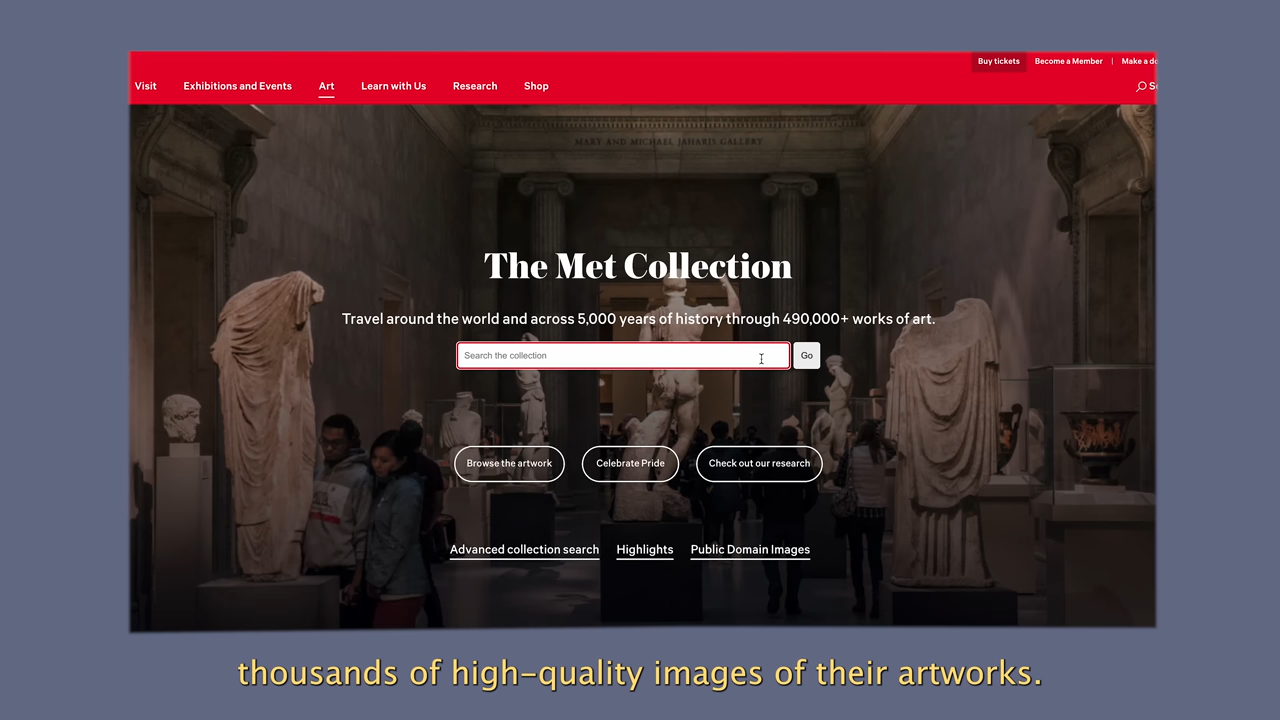 Buy tickets Become a Member | Make a do
Visit Exhibitions and Events Art Learn with Us Research Shop
MARY AND MICHAEL JAHARIS GALLERY
The Met Collection
Travel around the world and across 5,000 years of history through 490,000+ works of art.
Search the collection Go
Browse the artwork Celebrate Pride Check out our research
Advanced collection search Highlights Public Domain Images
thousands of high-quality images of their artworks.